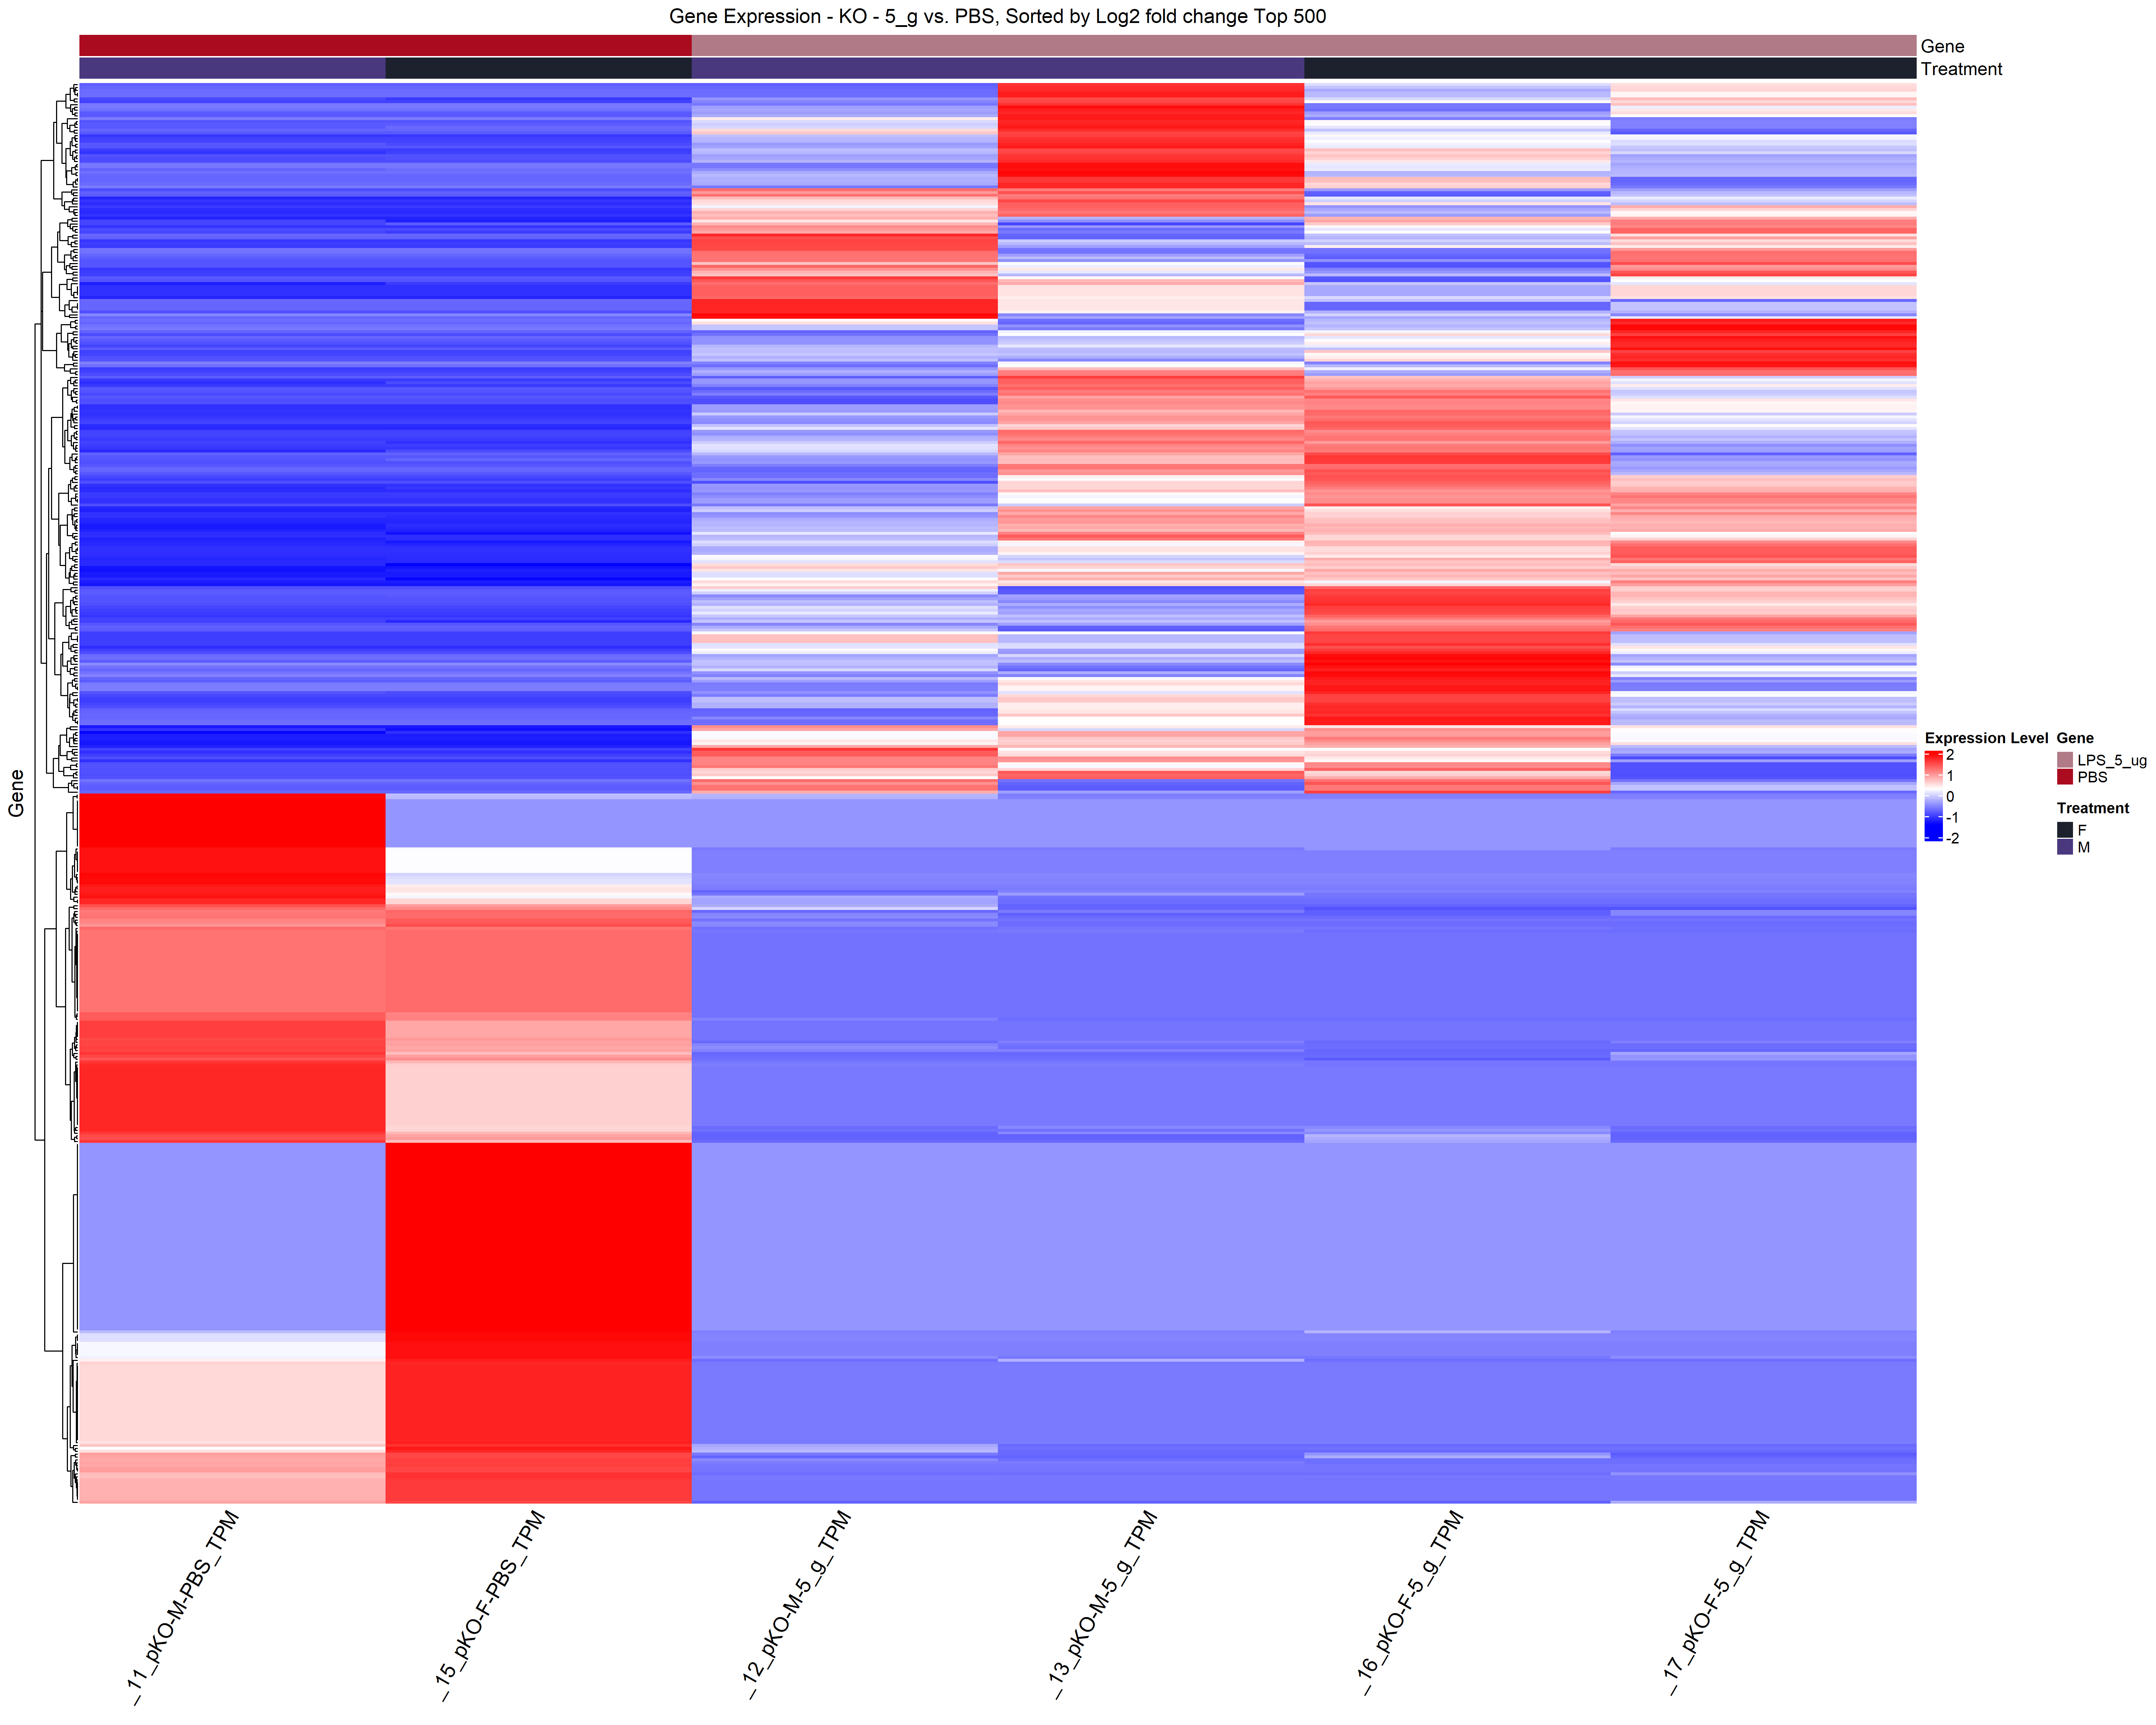 Gene Expression - KO - 5_g vs. PBS, Sorted by Log2 fold change Top 500
Gene
Treatment
Gene
Expression Level
2
1
0
-1
-2
Gene
LPS_5_ug
PBS
Treatment
F
M
_11_pKO-M-PBS_TPM
_15_pKO-F-PBS_TPM
_12_pKO-M-5_g_TPM
_13_pKO-M-5_g_TPM
_16_pKO-F-5_g_TPM
_17_pKO-F-5_g_TPM